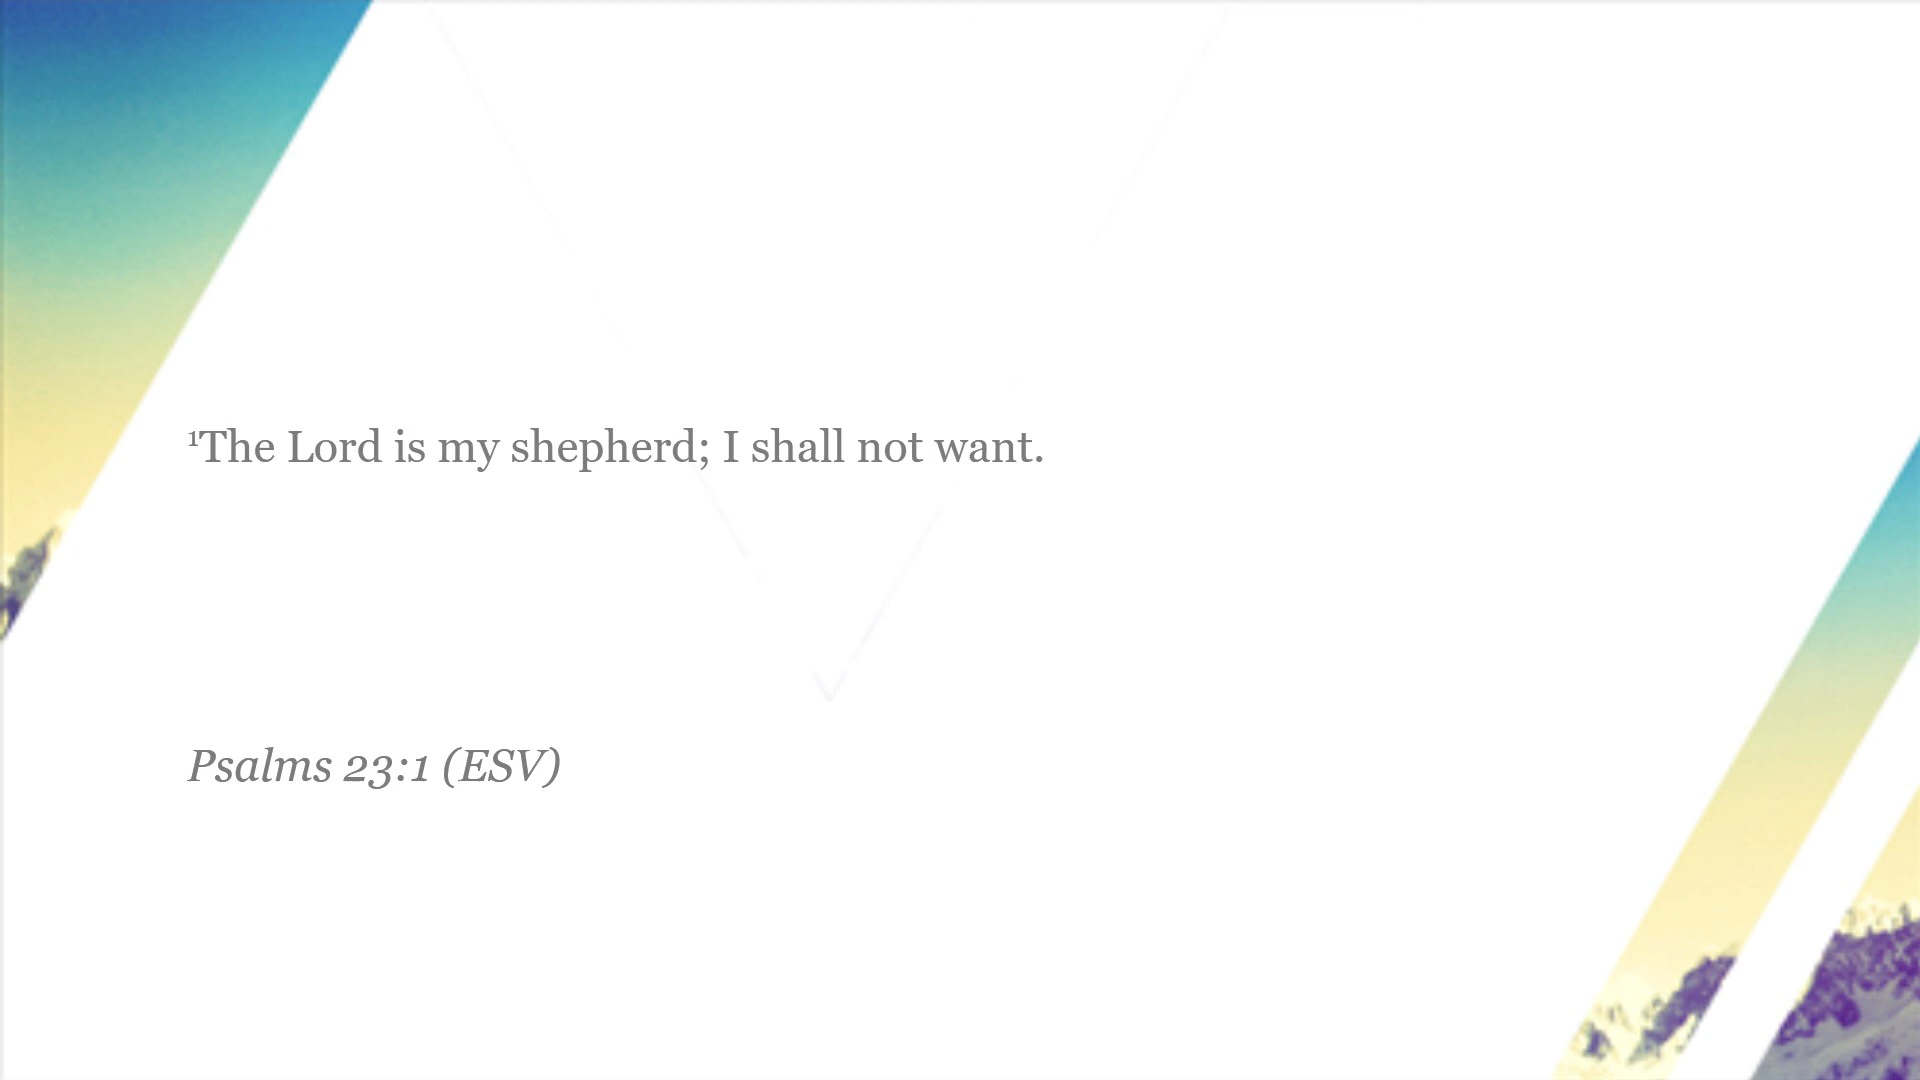 ¹The Lord is my shepherd; I shall not want.
Psalms 23:1 (ESV)